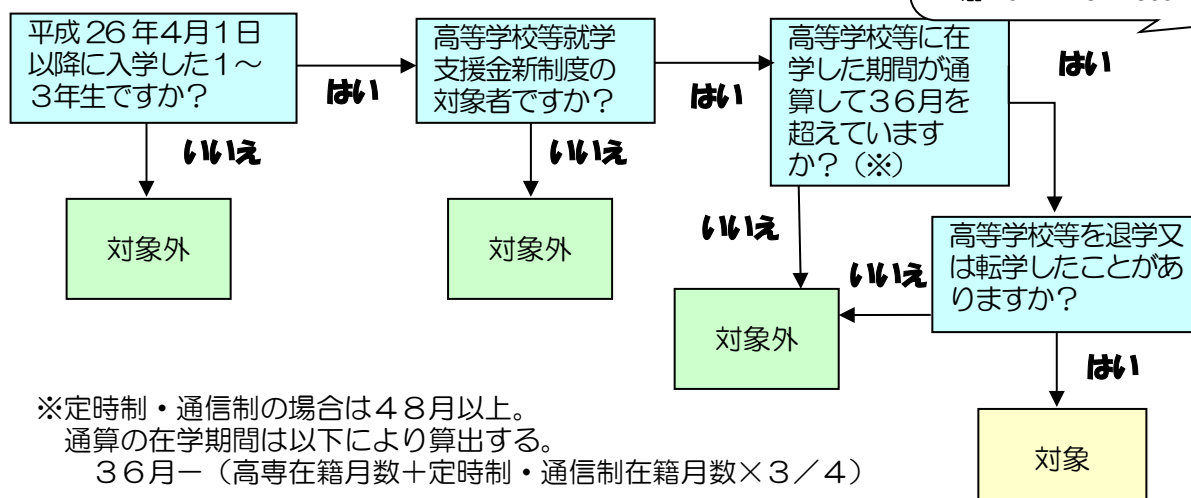 平成26年4月1日
以降に入学した1～
3年生ですか？
はい
いいえ
対象外
高等学校等就学
支援金新制度の
対象者ですか？
はい
いいえ
対象外
高等学校等に在
学した期間が通
算して３６月を
超えています
か？（※）
はい
いいえ
対象外
高等学校等を退学又
は転学したことがあ
りますか？
いいえ
はい
対象
※定時制・通信制の場合は４８月以上。
通算の在学期間は以下により算出する。
３６月－（高専在籍月数＋定時制・通信制在籍月数×３／４）